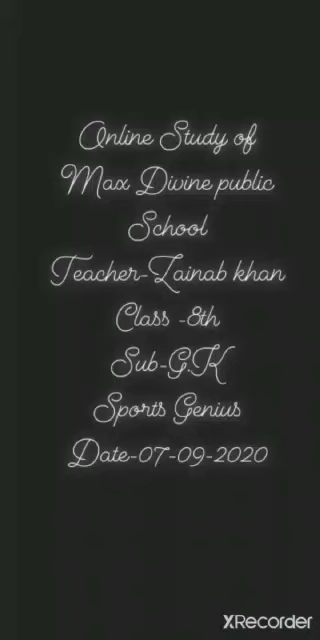 Online Study of
Max Divine public
School
Teacher-Zainab khan
Class -8th
Sub-G.K
Sports Genius
Date-07-09-2020
XRecorder